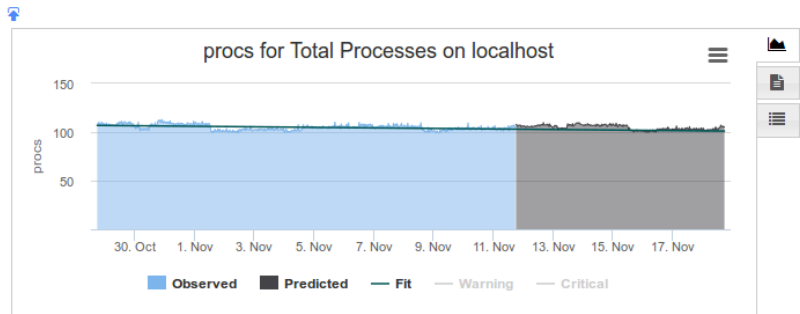 procs for Total Processes on localhost
150
100
50
procs
30. Oct 1. Nov 3. Nov 5. Nov 7. Nov 9. Nov 11. Nov 13. Nov 15. Nov 17. Nov
Observed Predicted Fit Warning Critical